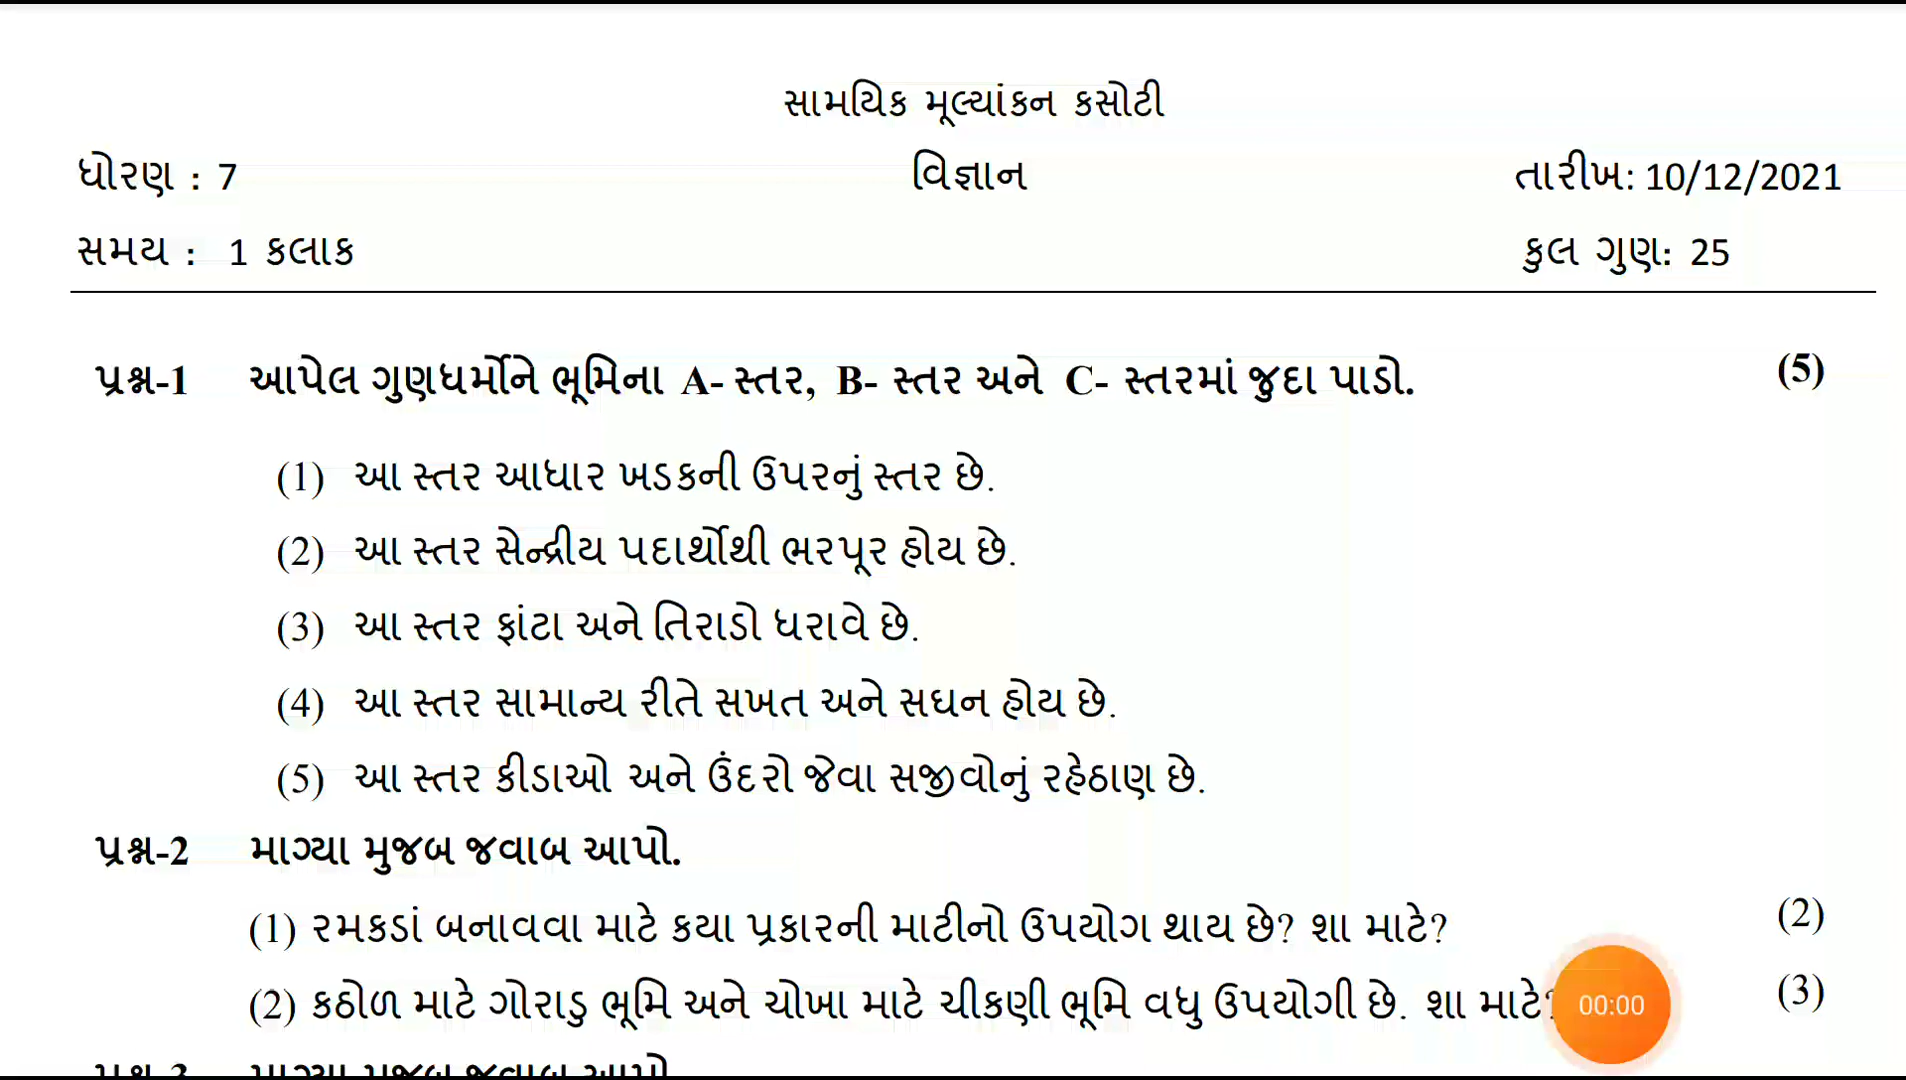 સામયિક મૂલ્યાંકન કસોટી
ધોરણ : 7 વિજ્ઞાન તારીખ: 10/12/2021
સમય : 1 કલાક કુલ ગુણ: 25
પ્રશ્ન-1 આપેલ ગુણધર્મોને ભૂમિના A- સ્તર, B- સ્તર અને C- સ્તરમાં જુદા પાડો. (5)
(1) આ સ્તર આધાર ખડકની ઉપરનું સ્તર છે.
(2) આ સ્તર સેન્દ્રીય પદાર્થોથી ભરપૂર હોય છે.
(3) આ સ્તર ફાંટા અને તિરાડો ધરાવે છે.
(4) આ સ્તર સામાન્ય રીતે સખત અને સઘન હોય છે.
(5) આ સ્તર કીડાઓ અને ઉંદરો જેવા સજીવોનું રહેઠાણ છે.
પ્રશ્ન-2 માગ્યા મુજબ જવાબ આપો.
(1) રમકડાં બનાવવા માટે કયા પ્રકારની માટીનો ઉપયોગ થાય છે? શા માટે? (2)
(2) કઠોળ માટે ગોરાડુ ભૂમિ અને ચોખા માટે ચીકણી ભૂમિ વધુ ઉપયોગી છે. શા માટે? (3)
00:00